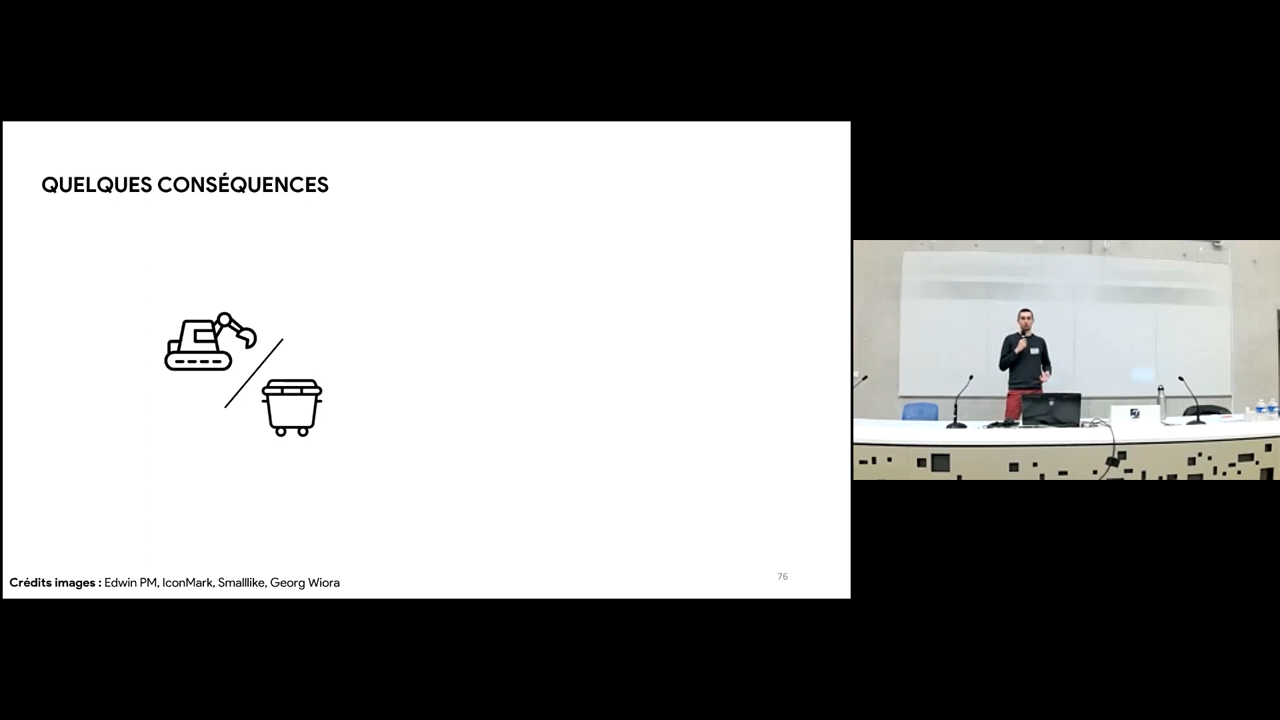 QUELQUES CONSÉQUENCES
Crédits images : Edwin PM, IconMark, Smalllike, Georg Wiora
76